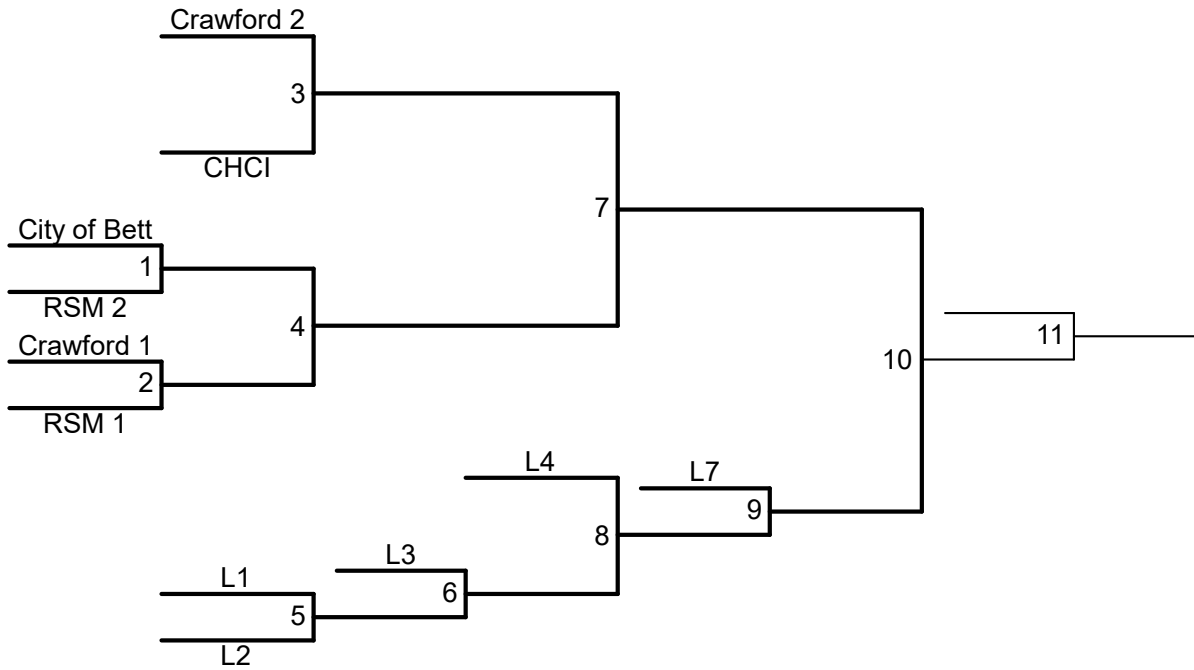 Crawford 2
3
CHCI
7
City of Bett
1
RSM 2
4
Crawford 1
2
RSM 1
11
10
L4
L7
9
8
L3
6
L1
5
L2